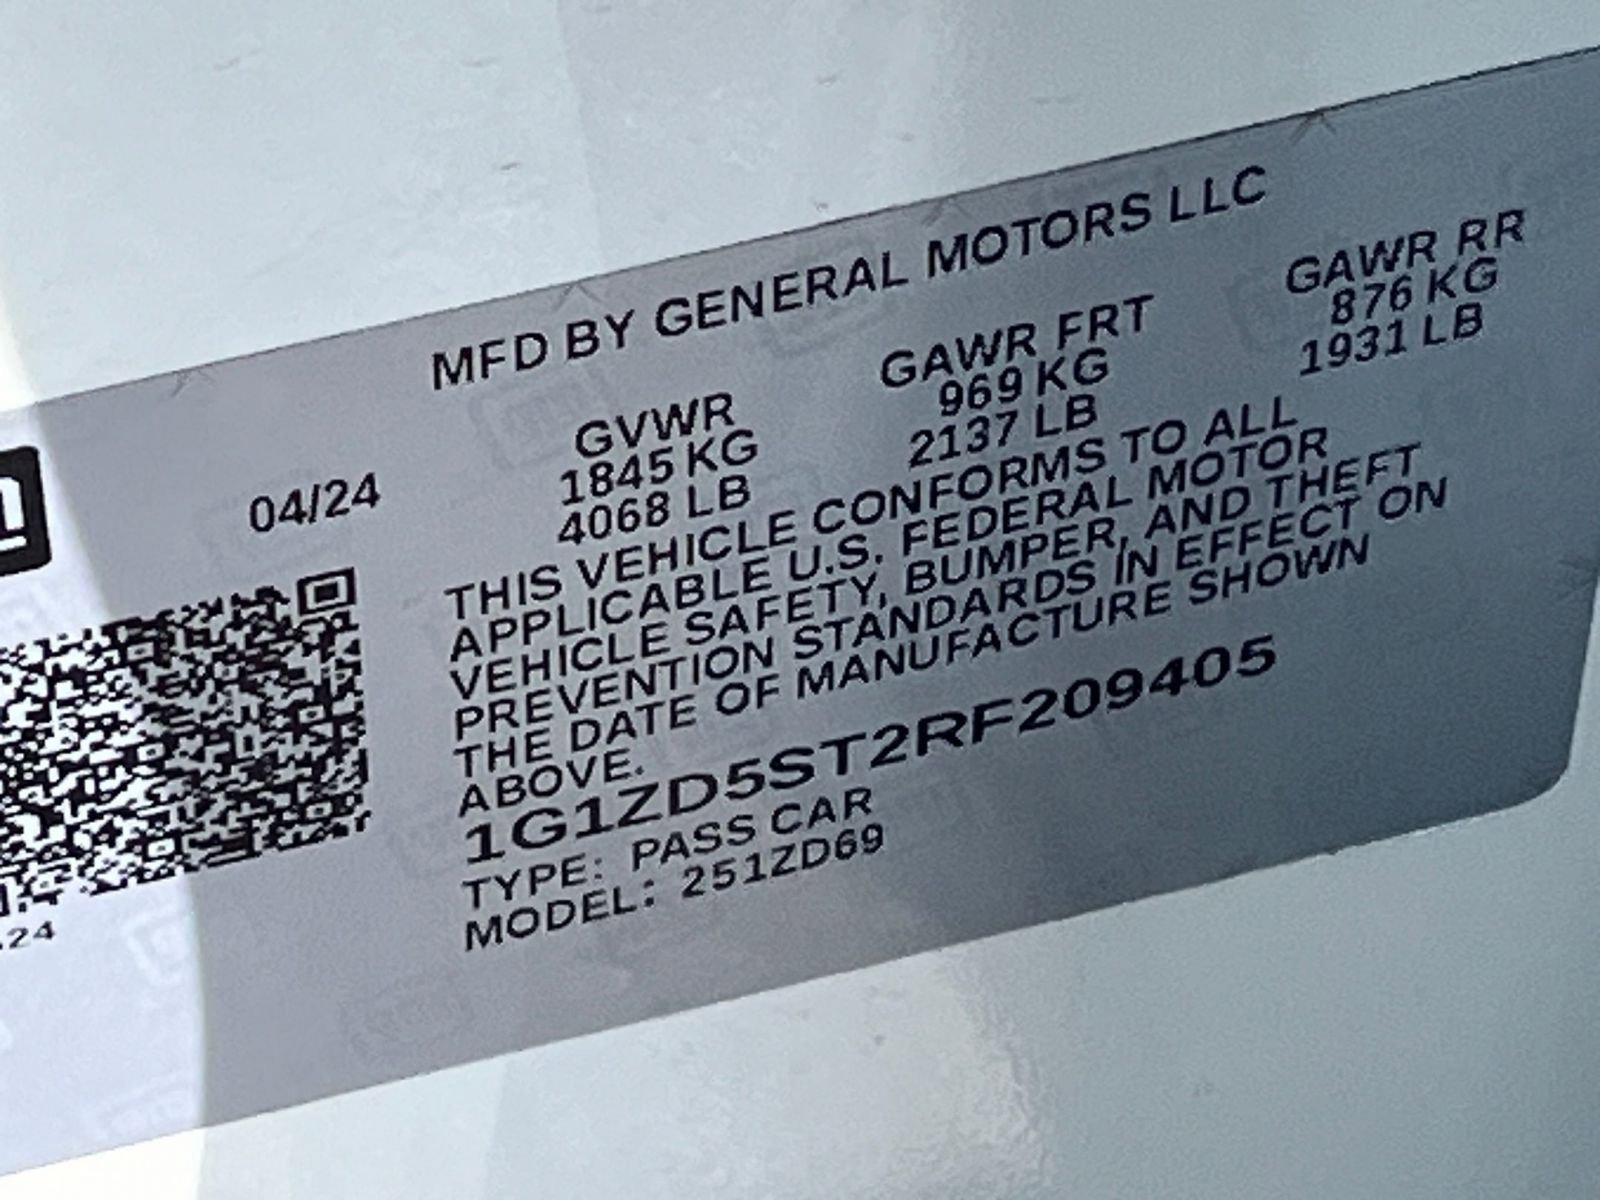 MFD BY GENERAL MOTORS LLC
04/24
GVWR GAWR FRT GAWR RR
1845 KG 969 KG 876 KG
4068 LB 2137 LB 1931 LB
THIS VEHICLE CONFORMS TO ALL
APPLICABLE U.S. FEDERAL MOTOR
VEHICLE SAFETY, BUMPER, AND THEFT
PREVENTION STANDARDS IN EFFECT ON
THE DATE OF MANUFACTURE SHOWN
ABOVE.
1G1ZD5ST2RF209405
TYPE: PASS CAR
MODEL: 251ZD69
24